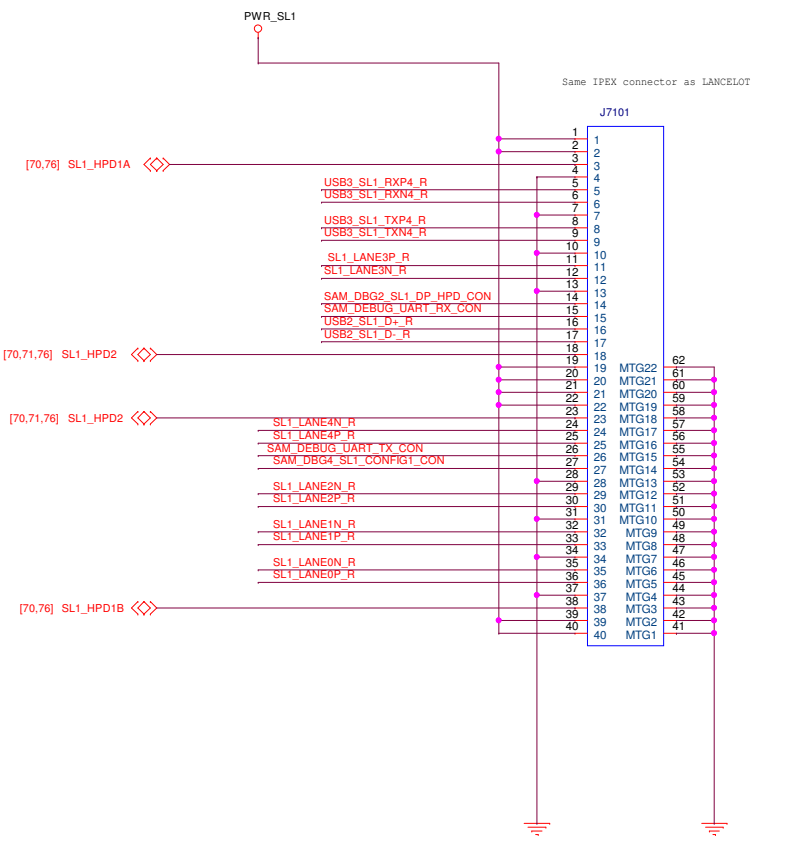 PWR_SL1
Same IPEX connector as LANCELOT
J7101
1 1
2 2
[70,76] SL1_HPD1A 3 3
4 4
USB3_SL1_RXP4_R 5 5
USB3_SL1_RXN4_R 6 6
7 7
USB3_SL1_TXP4_R 8 8
USB3_SL1_TXN4_R 9 9
10 10
SL1_LANE3P_R 11 11
SL1_LANE3N_R 12 12
13 13
SAM_DBG2_SL1_DP_HPD_CON 14 14
SAM_DEBUG_UART_RX_CON 15 15
USB2_SL1_D+_R 16 16
USB2_SL1_D-_R 17 17
[70,71,76] SL1_HPD2 18 18
19 19 MTG22 62
20 20 MTG21 61
21 21 MTG20 60
22 22 MTG19 59
[70,71,76] SL1_HPD2 23 23 MTG18 58
SL1_LANE4N_R 24 24 MTG17 57
SL1_LANE4P_R 25 25 MTG16 56
SAM_DEBUG_UART_TX_CON 26 26 MTG15 55
SAM_DBG4_SL1_CONFIG1_CON 27 27 MTG14 54
28 28 MTG13 53
SL1_LANE2N_R 29 29 MTG12 52
SL1_LANE2P_R 30 30 MTG11 51
31 31 MTG10 50
SL1_LANE1N_R 32 32 MTG9 49
SL1_LANE1P_R 33 33 MTG8 48
34 34 MTG7 47
SL1_LANE0N_R 35 35 MTG6 46
SL1_LANE0P_R 36 36 MTG5 45
37 37 MTG4 44
[70,76] SL1_HPD1B 38 38 MTG3 43
39 39 MTG2 42
40 40 MTG1 41